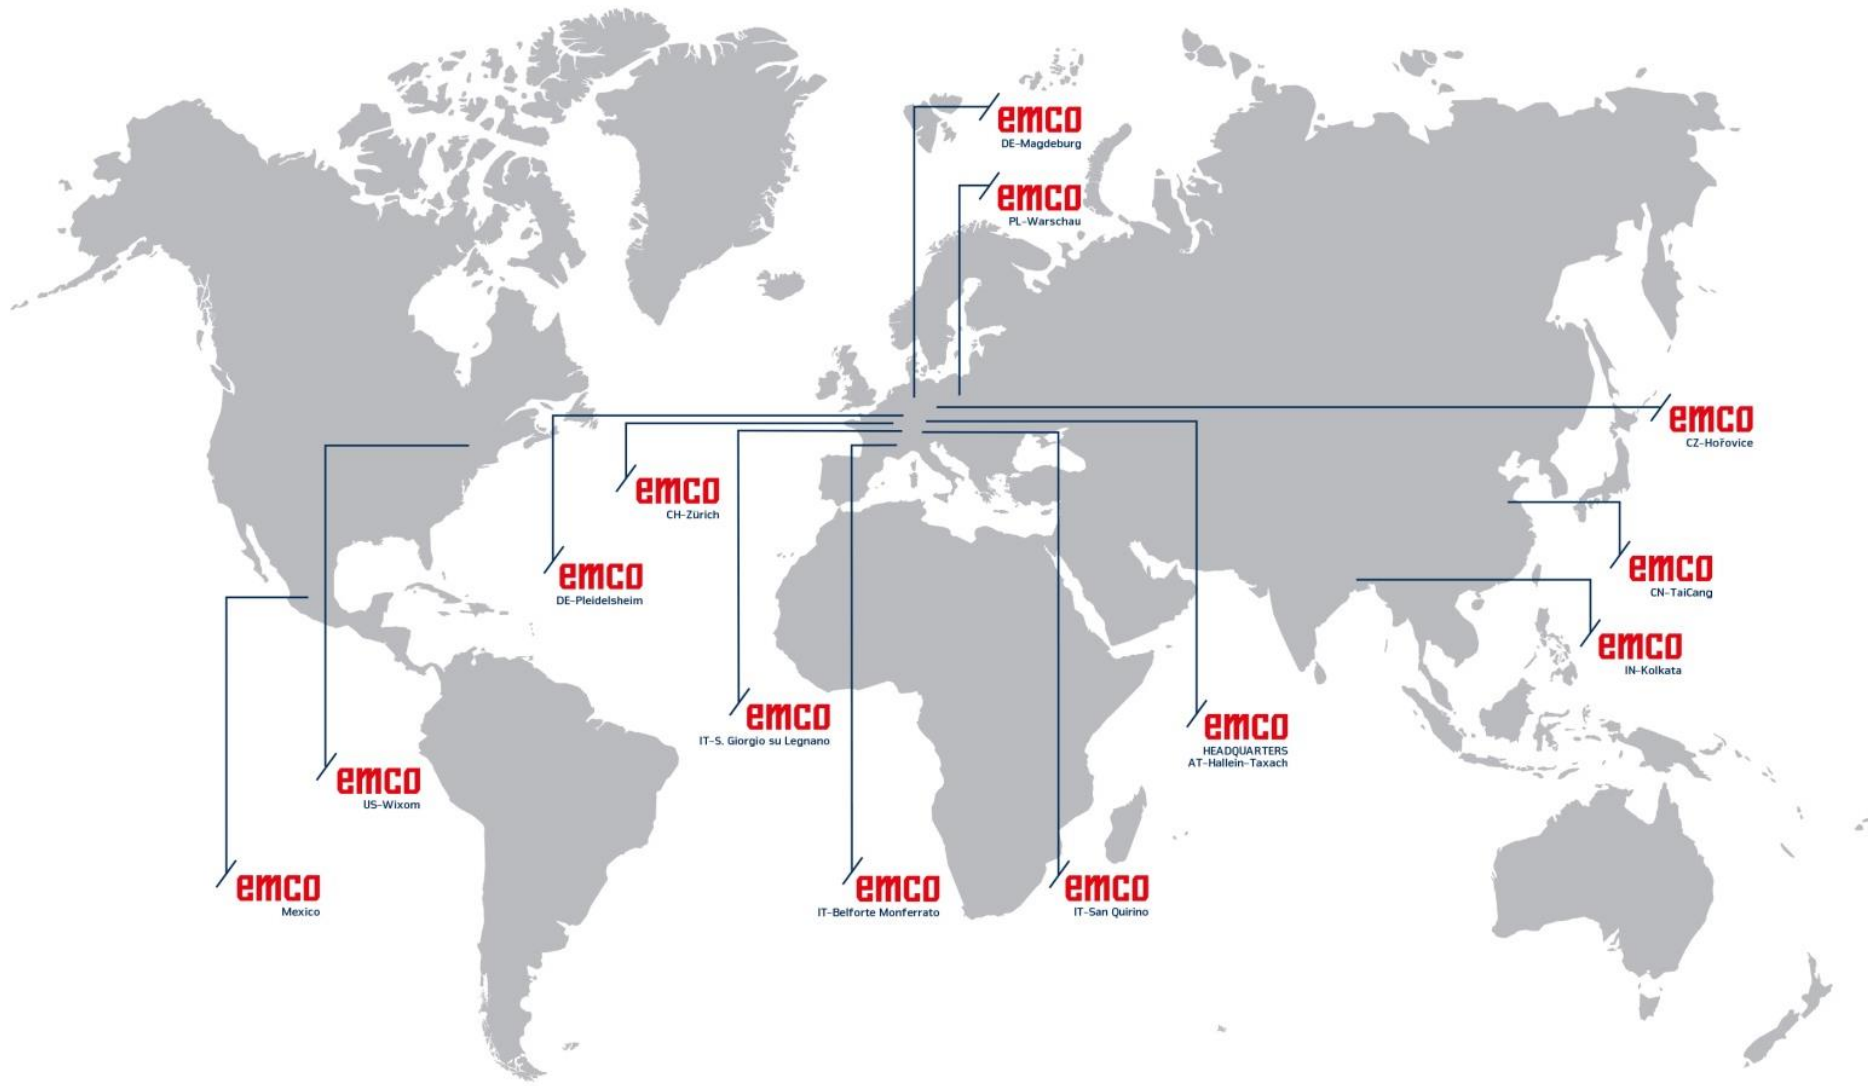 emco
DE-Magdeburg
emco
PL-Warschau
emco
CZ-Hořovice
emco
CH-Zürich
emco
DE-Pleidelsheim
emco
CN-TaiCang
emco
IN-Kolkata
emco
IT-S. Giorgio su Legnano
emco
HEADQUARTERS
AT-Hallein-Taxach
emco
US-Wixom
emco
Mexico
emco
IT-Belforte Monferrato
emco
IT-San Quirino